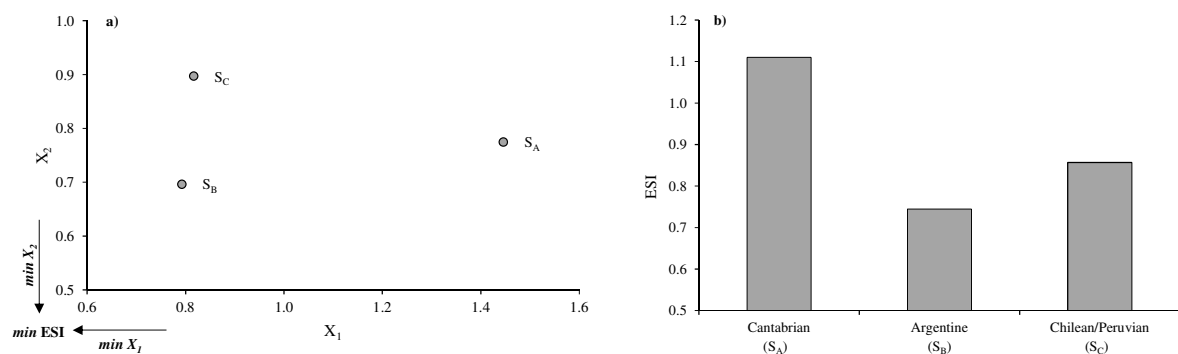 a)
1.0
0.9
0.8
0.7
0.6
0.5
X2
SC
SA
SB
0.6 0.8 1.0 1.2 1.4 1.6
X1
min X2
min ESI
min X1
b)
1.2
1.1
1.0
0.9
0.8
0.7
0.6
0.5
ESI
Cantabrian Argentine Chilean/Peruvian
(SA) (SB) (SC)